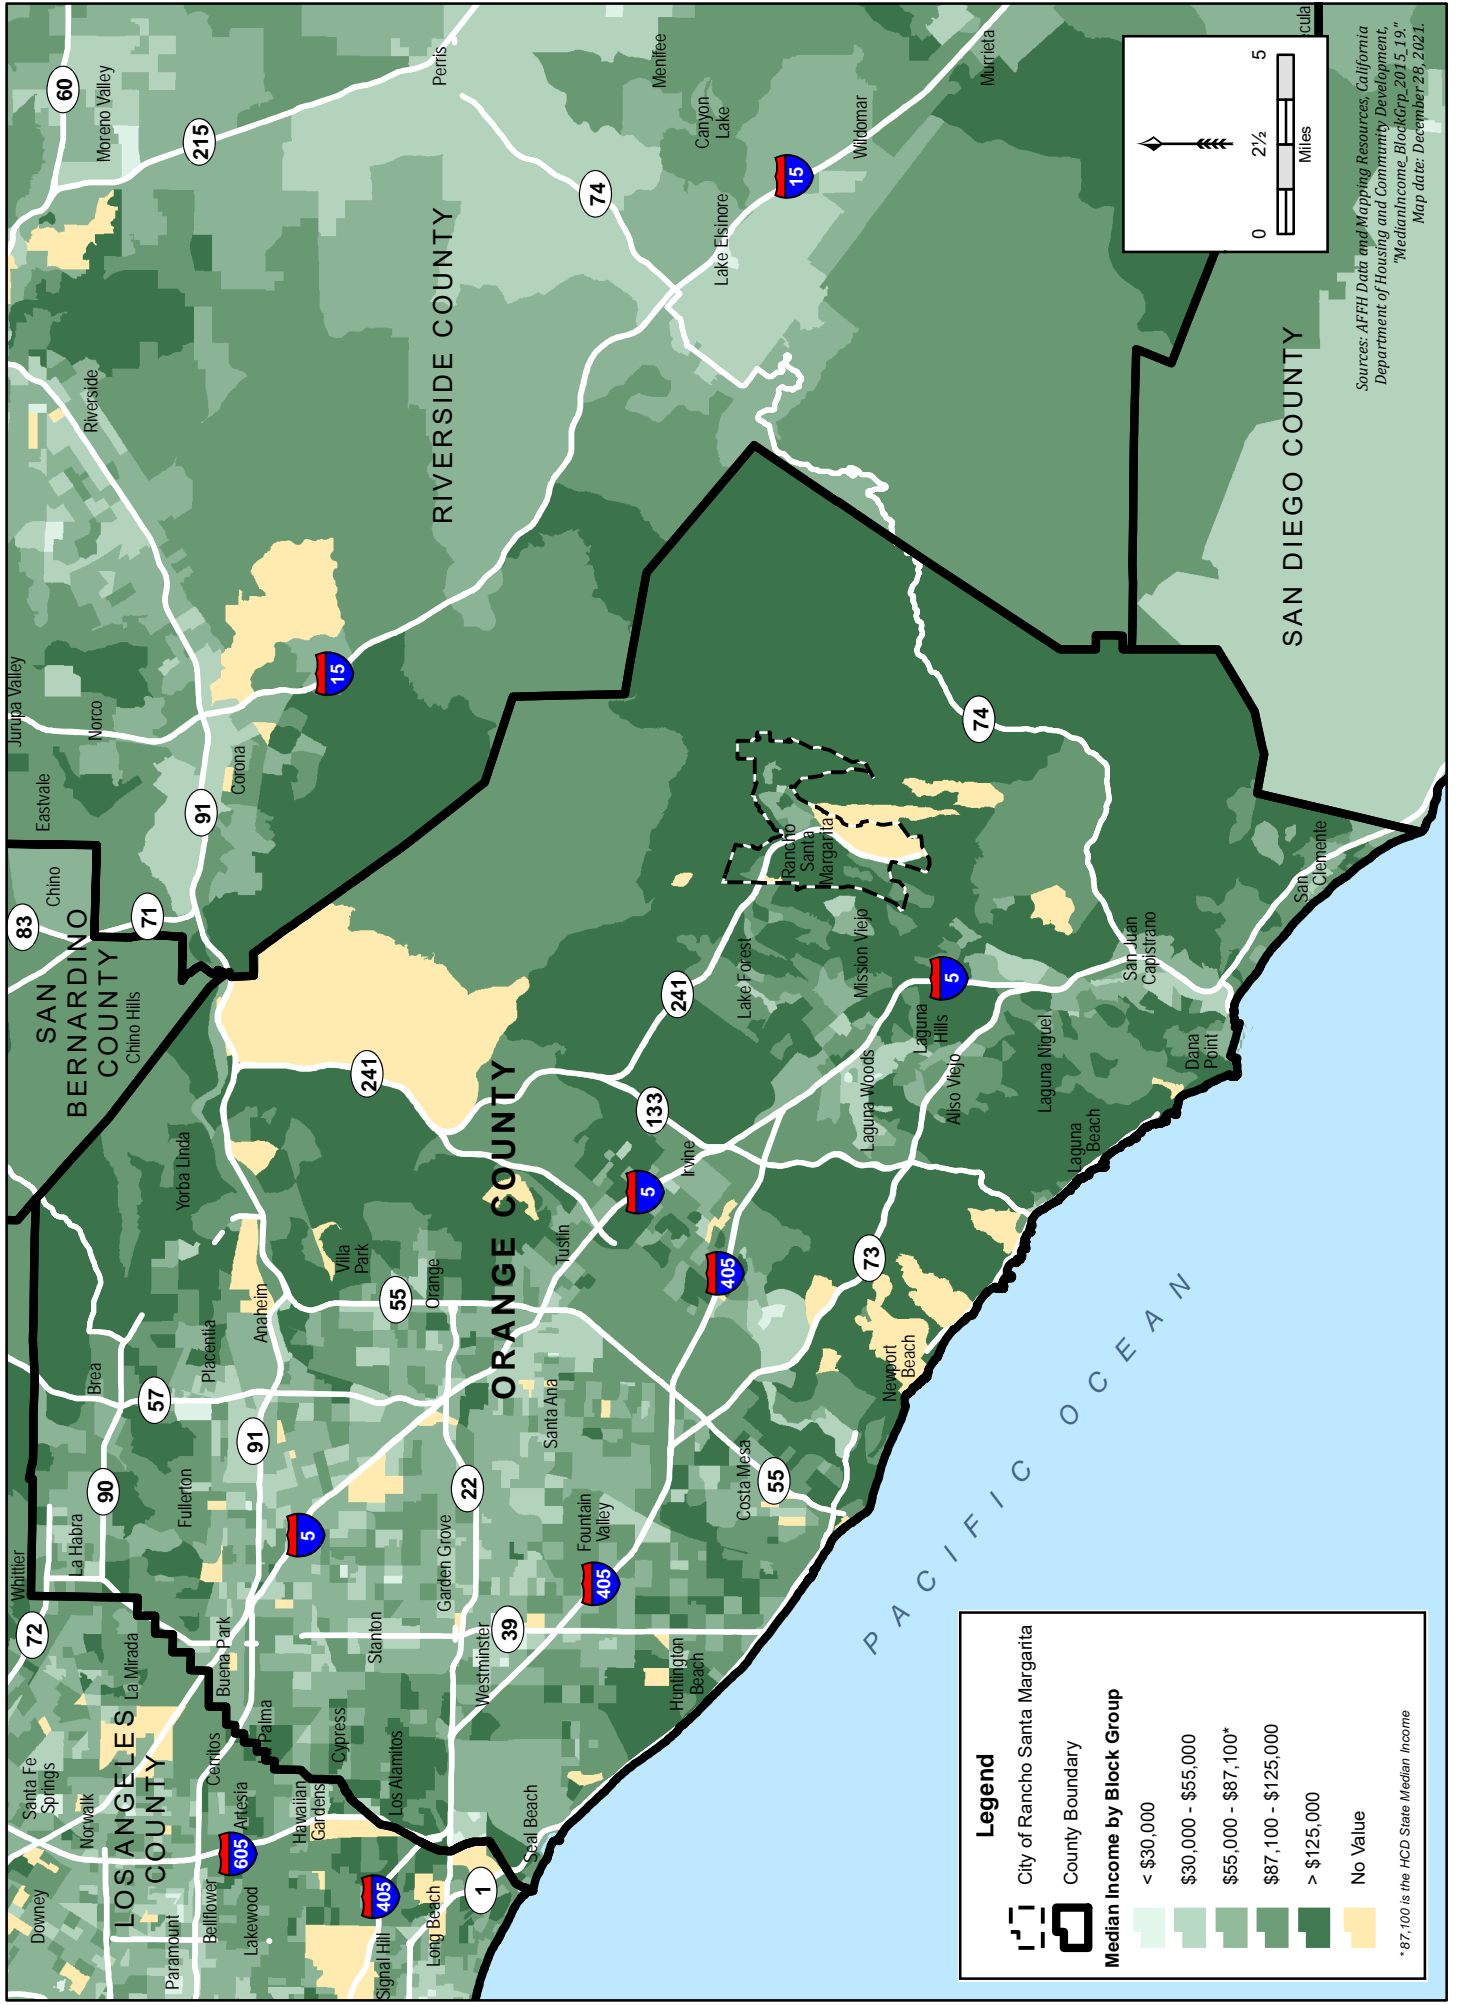 Whittier
Jurupa Valley
72
83
Santa Fe
Springs
Downey
Eastvale
SAN
BERNARDINO
COUNTY
Chino
60
La Habra
Norwalk
Brea
Riverside
Norco
Moreno Valley
90
LOS ANGELES
COUNTY
La Mirada
Chino Hills
71
57
Paramount
Fullerton
Yorba Linda
Bellflower
Cerritos
Buena Park
Placentia
91
215
605
Artesia
Lakewood
91
Corona
Palma
Anaheim
Hawaiian
Gardens
5
15
Cypress
Villa
Park
241
Stanton
405
Signal Hill
Los Alamitos
55
Orange
Long Beach
Garden Grove
RIVERSIDE COUNTY
Perris
22
1
Westminster
39
ORANGE COUNTY
Seal Beach
Santa Ana
Tustin
Fountain
Valley
405
74
5
133
241
Irvine
Menifee
Huntington
Beach
Canyon
Lake
405
Lake Elsinore
Costa Mesa
Lake Forest
55
15
Rancho
Santa
Margarita
73
Laguna Woods
Mission Viejo
Wildomar
Newport
Beach
Laguna
Hills
5
Aliso Viejo
74
Murrieta
Laguna Niguel
Laguna
Beach
San Juan
Capistrano
Dana
Point
PACIFIC OCEAN
San
Clemente
SAN DIEGO COUNTY
cula
0
2½
5
Miles
Legend
City of Rancho Santa Margarita
County Boundary
Median Income by Block Group
< $30,000
$30,000 - $55,000
$55,000 - $87,100*
$87,100 - $125,000
> $125,000
No Value
* 87,100 is the HCD State Median Income
Sources: AFFH Data and Mapping Resources, California
Department of Housing and Community Development,
"MedianIncome_BlockGrp_2015_19."
Map date: December 28, 2021.